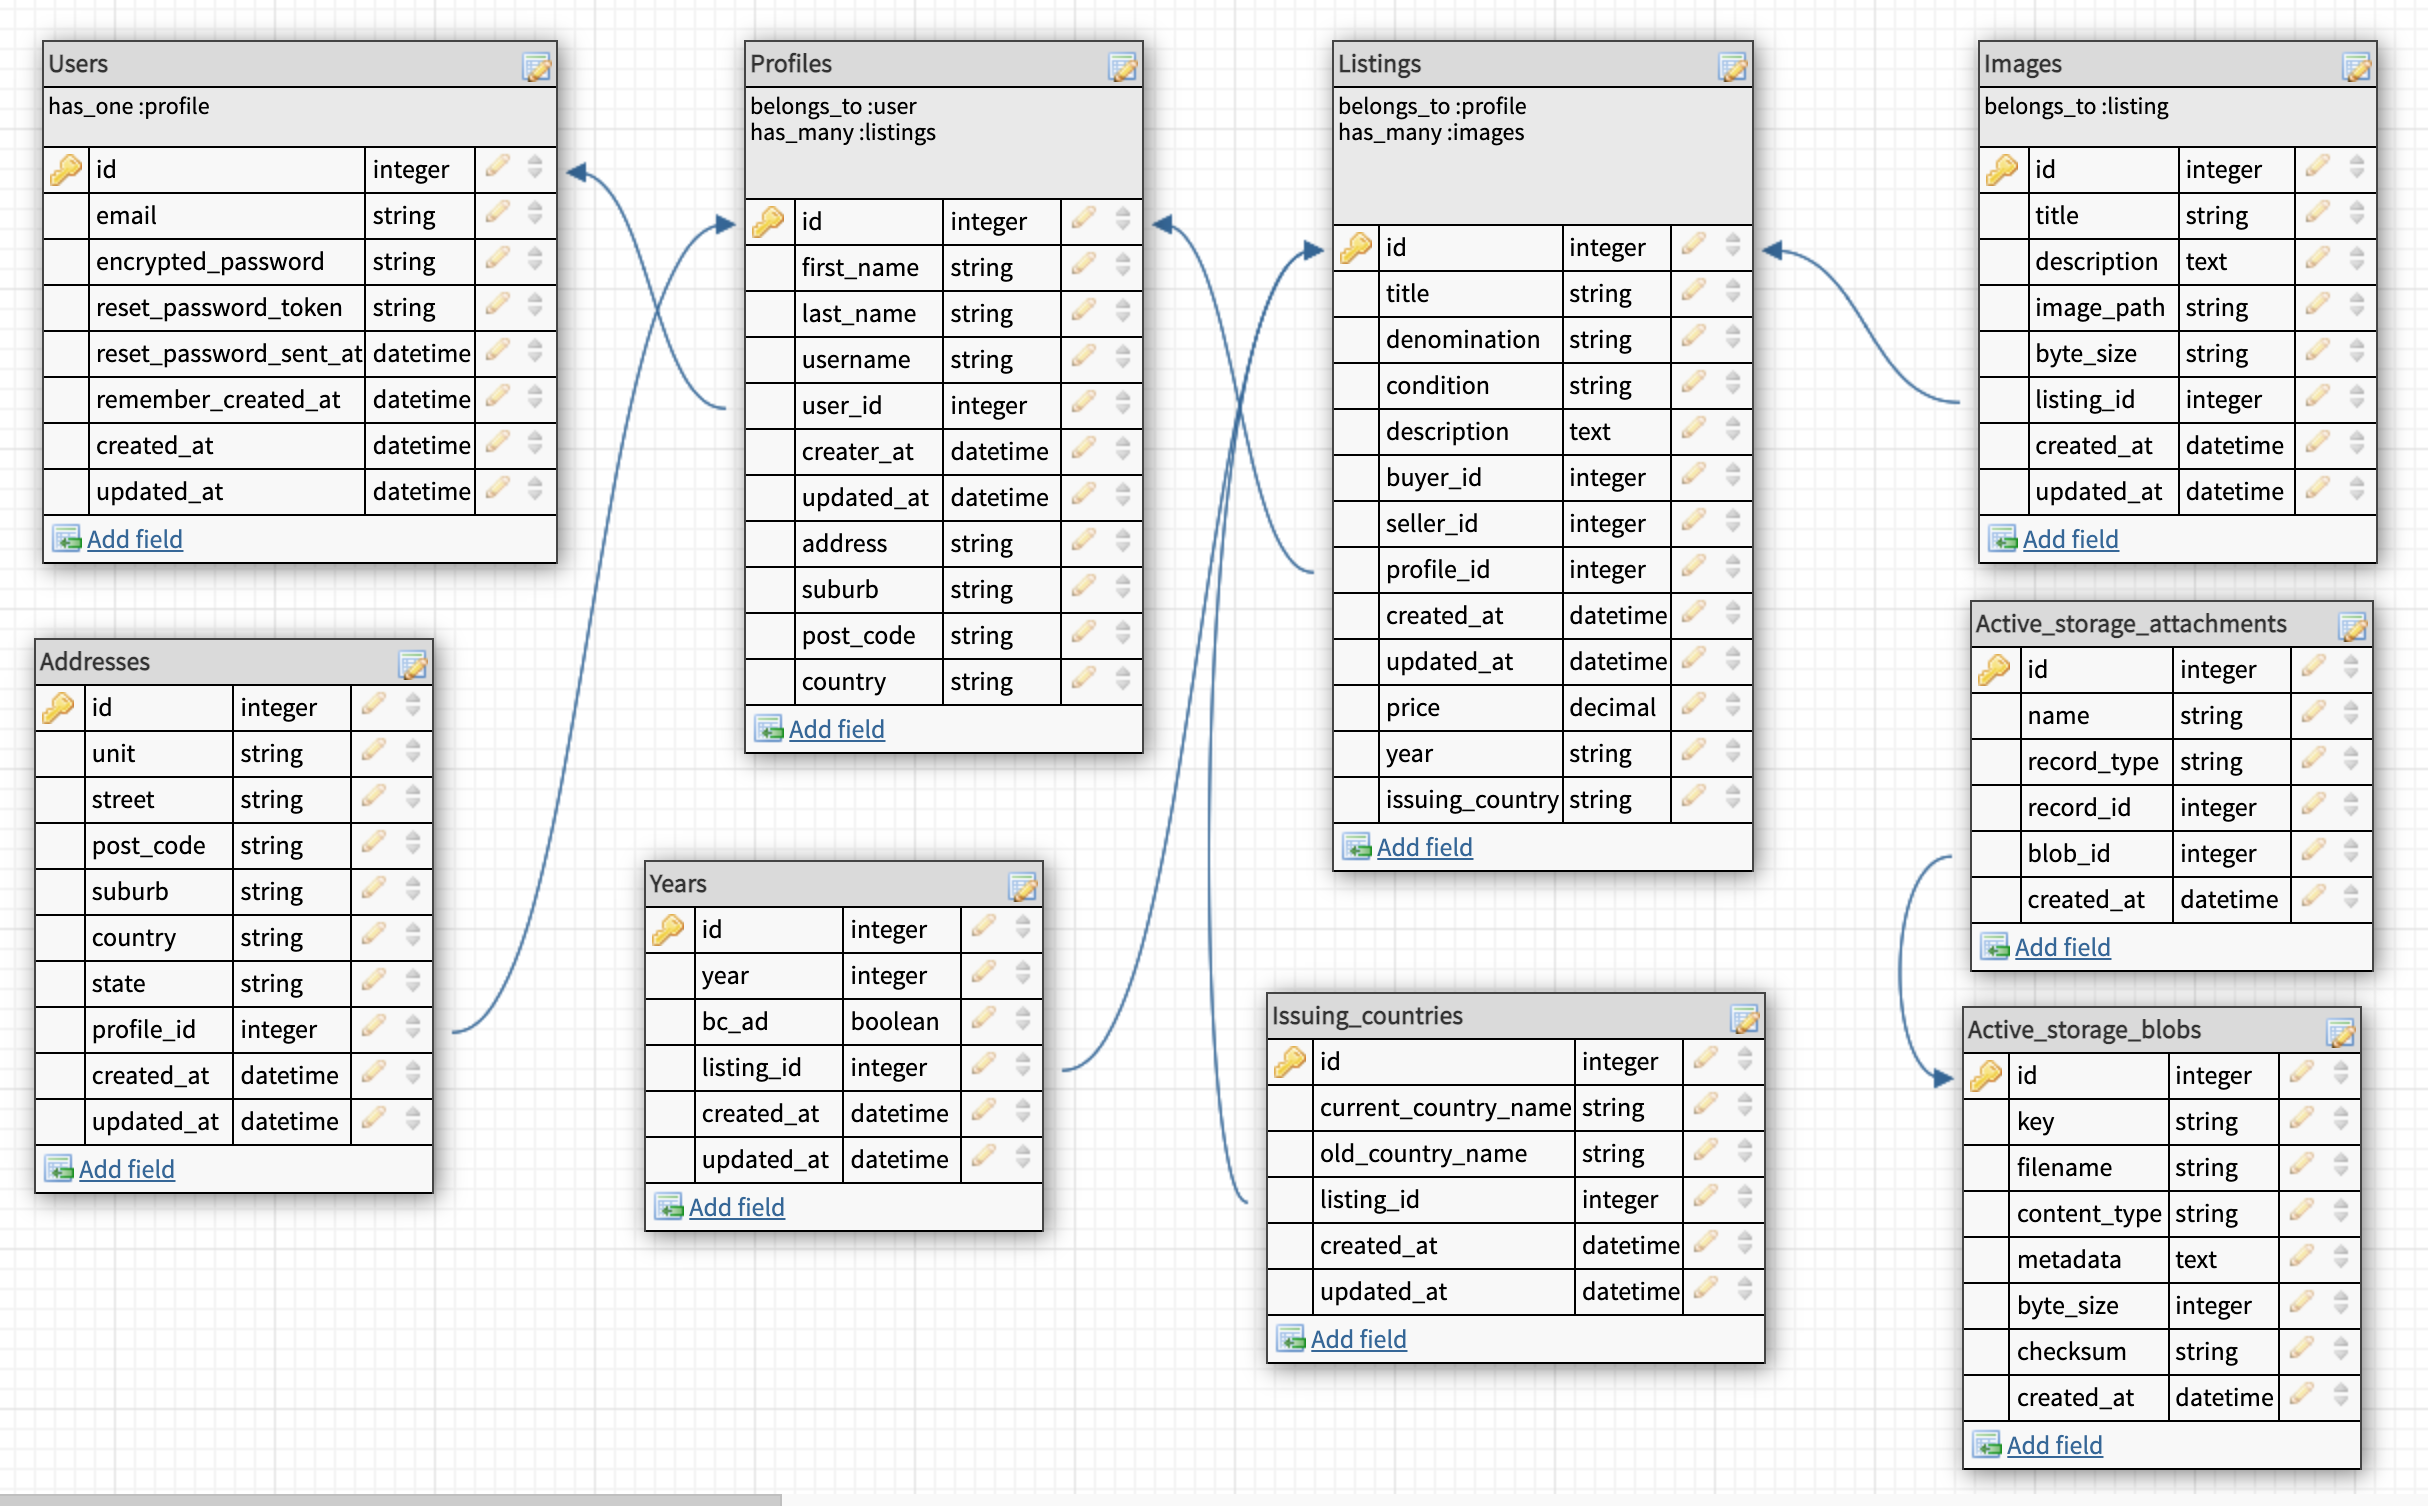 Users
has_one :profile
id integer
email string
encrypted_password string
reset_password_token string
reset_password_sent_at datetime
remember_created_at datetime
created_at datetime
updated_at datetime
Add field
Profiles
belongs_to :user
has_many :listings
id integer
first_name string
last_name string
username string
user_id integer
creater_at datetime
updated_at datetime
address string
suburb string
post_code string
country string
Add field
Listings
belongs_to :profile
has_many :images
id integer
title string
denomination string
condition string
description text
buyer_id integer
seller_id integer
profile_id integer
created_at datetime
updated_at datetime
price decimal
year string
issuing_country string
Add field
Images
belongs_to :listing
id integer
title string
description text
image_path string
byte_size string
listing_id integer
created_at datetime
updated_at datetime
Add field
Addresses
id integer
unit string
street string
post_code string
suburb string
country string
state string
profile_id integer
created_at datetime
updated_at datetime
Add field
Years
id integer
year integer
bc_ad boolean
listing_id integer
created_at datetime
updated_at datetime
Add field
Issuing_countries
id integer
current_country_name string
old_country_name string
listing_id integer
created_at datetime
updated_at datetime
Add field
Active_storage_attachments
id integer
name string
record_type string
record_id integer
blob_id integer
created_at datetime
Add field
Active_storage_blobs
id integer
key string
filename string
content_type string
metadata text
byte_size integer
checksum string
created_at datetime
Add field